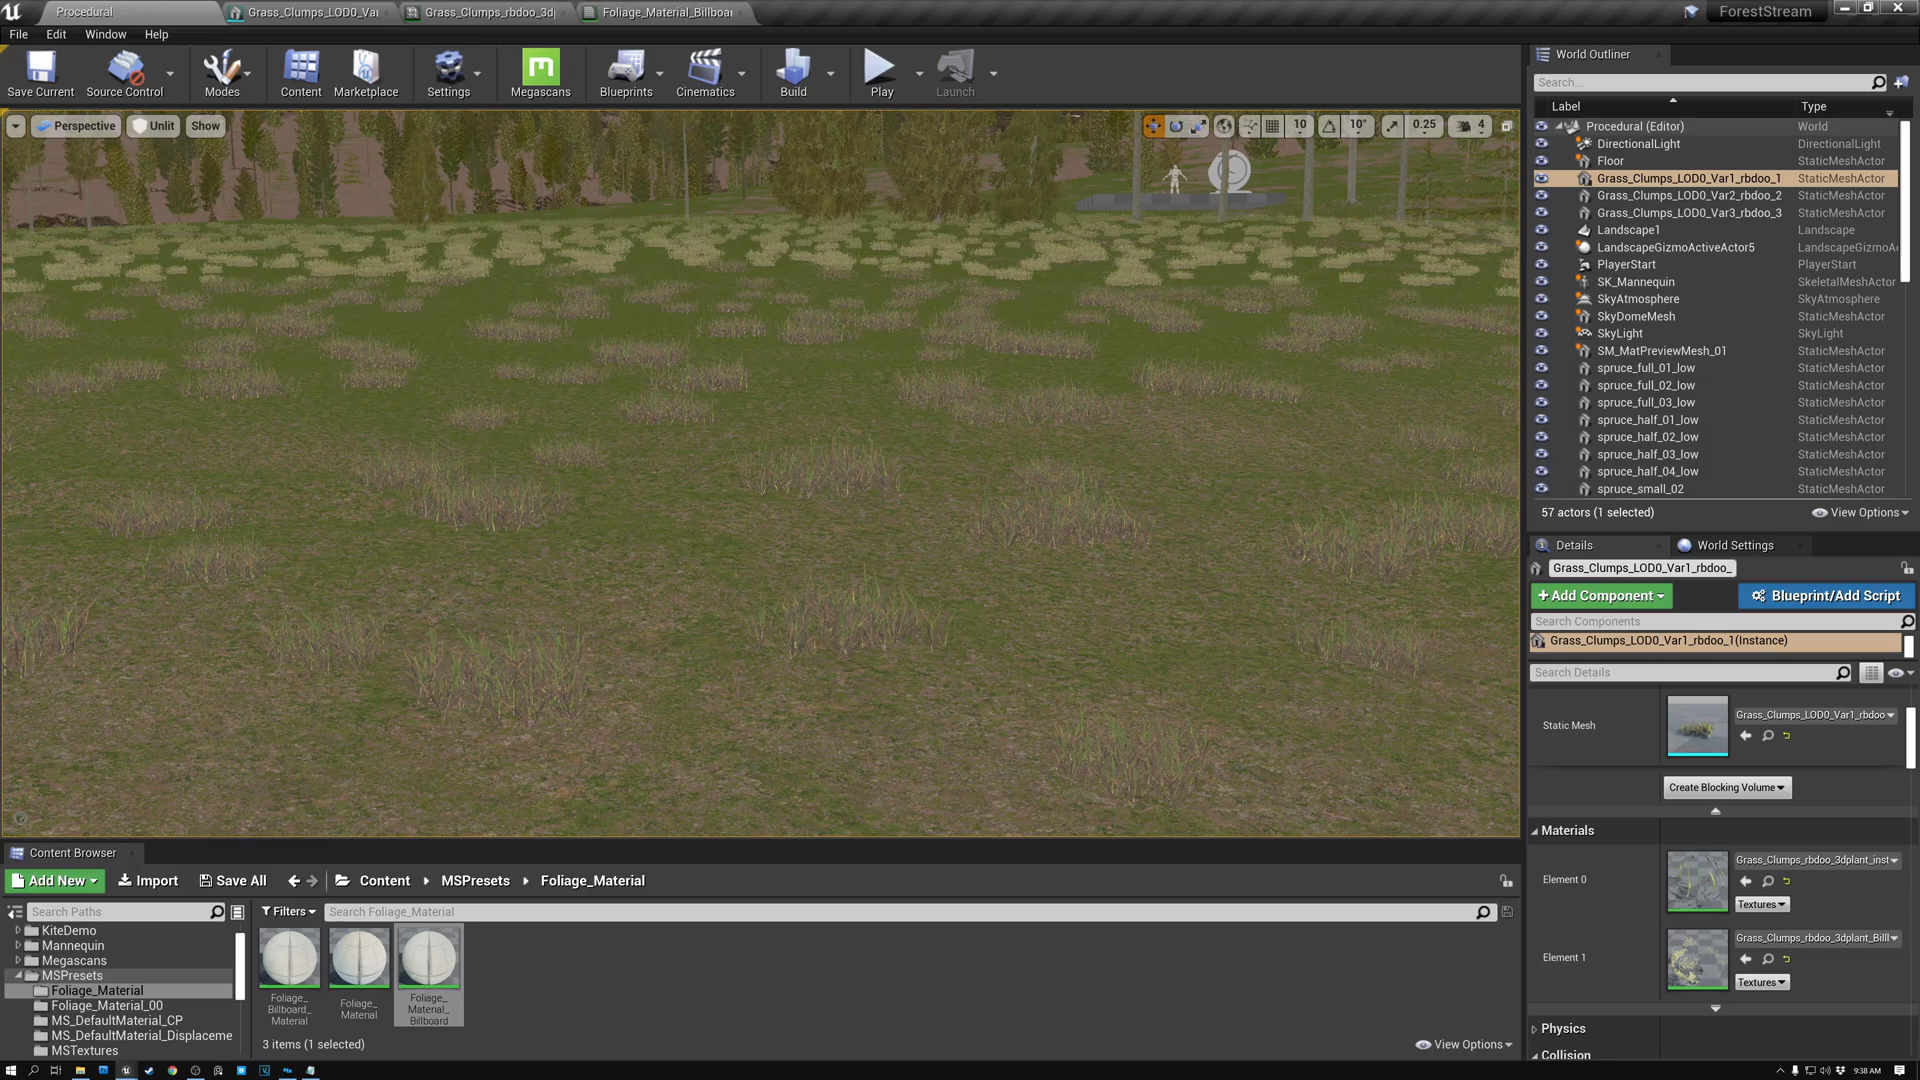 Procedural
Grass_Clumps_LOD0_Var
Grass_Clumps_rbdoo_3d
Foliage_Material_Billboar
ForestStream
File Edit Window Help
Save Current
Source Control
Modes
Content
Marketplace
Settings
Megascans
Blueprints
Cinematics
Build
Play
Launch
Perspective Unlit Show
10 10° 0.25 4
World Outliner
Search...
Label Type
Procedural (Editor) World
DirectionalLight DirectionalLight
Floor StaticMeshActor
Grass_Clumps_LOD0_Var1_rbdoo_1 StaticMeshActor
Grass_Clumps_LOD0_Var2_rbdoo_2 StaticMeshActor
Grass_Clumps_LOD0_Var3_rbdoo_3 StaticMeshActor
Landscape1 Landscape
LandscapeGizmoActiveActor5 LandscapeGizmoA
PlayerStart PlayerStart
SK_Mannequin SkeletalMeshActor
SkyAtmosphere SkyAtmosphere
SkyDomeMesh StaticMeshActor
SkyLight SkyLight
SM_MatPreviewMesh_01 StaticMeshActor
spruce_full_01_low StaticMeshActor
spruce_full_02_low StaticMeshActor
spruce_full_03_low StaticMeshActor
spruce_half_01_low StaticMeshActor
spruce_half_02_low StaticMeshActor
spruce_half_03_low StaticMeshActor
spruce_half_04_low StaticMeshActor
spruce_small_02 StaticMeshActor
57 actors (1 selected) View Options
Details World Settings
Grass_Clumps_LOD0_Var1_rbdoo_
+Add Component Blueprint/Add Script
Search Components
Grass_Clumps_LOD0_Var1_rbdoo_1(Instance)
Search Details
Static Mesh Grass_Clumps_LOD0_Var1_rbdoo
Create Blocking Volume
Materials
Element 0 Grass_Clumps_rbdoo_3dplant_inst
Textures
Element 1 Grass_Clumps_rbdoo_3dplant_Billl
Textures
Physics
Collision
Content Browser
Add New Import Save All Content MSPresets Foliage_Material
Search Paths Filters Search Foliage_Material
KiteDemo
Mannequin
Megascans
MSPresets
Foliage_Material
Foliage_Material_00
MS_DefaultMaterial_CP
MS_DefaultMaterial_Displaceme
MSTextures
Foliage_
Billboard_
Material
Foliage_
Material
Foliage_
Material_
Billboard
3 items (1 selected) View Options
9:38 AM